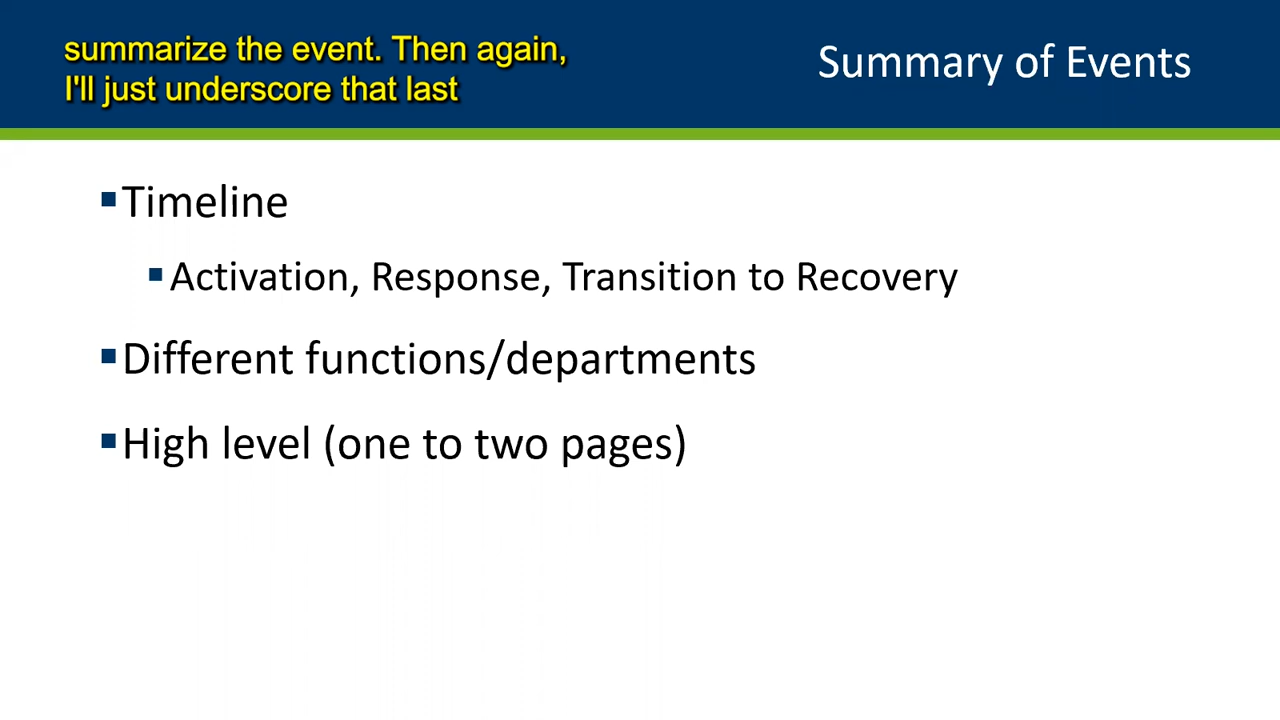 summarize the event. Then again,
I'll just underscore that last
Summary of Events
Timeline
Activation, Response, Transition to Recovery
Different functions/departments
High level (one to two pages)